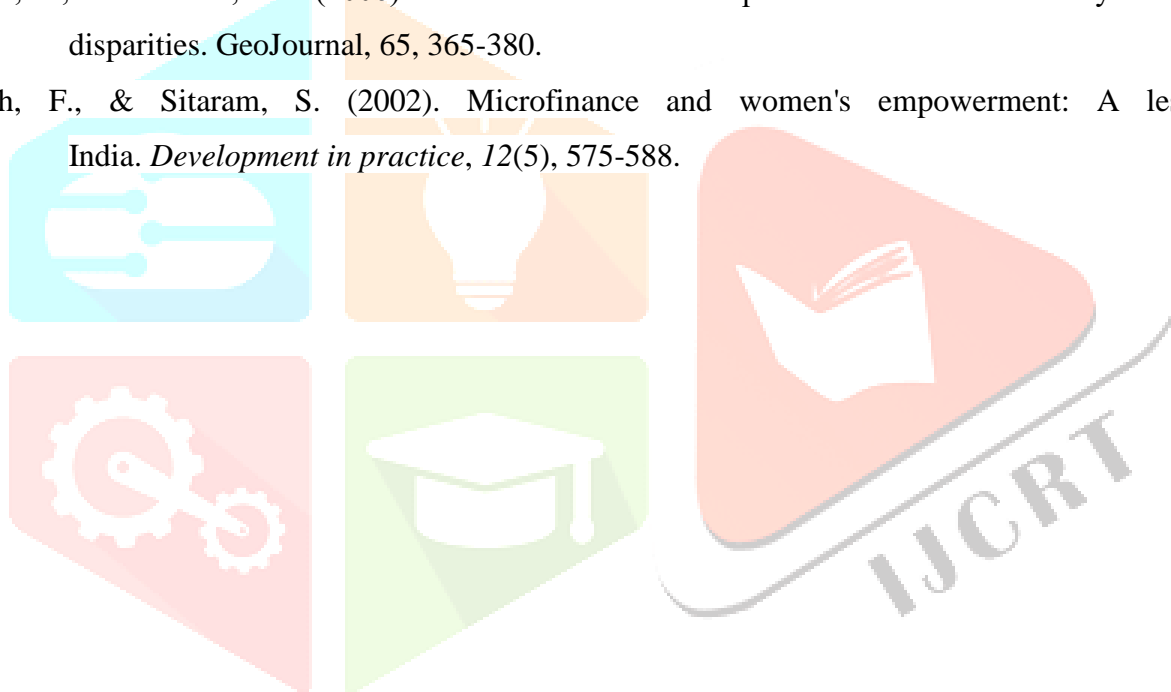 disparities. GeoJournal, 65, 365-380.
F., & Sitaram, S. (2002). Microfinance and women's empowerment: A
India. Development in practice, 12(5), 575-588.
IJCRT